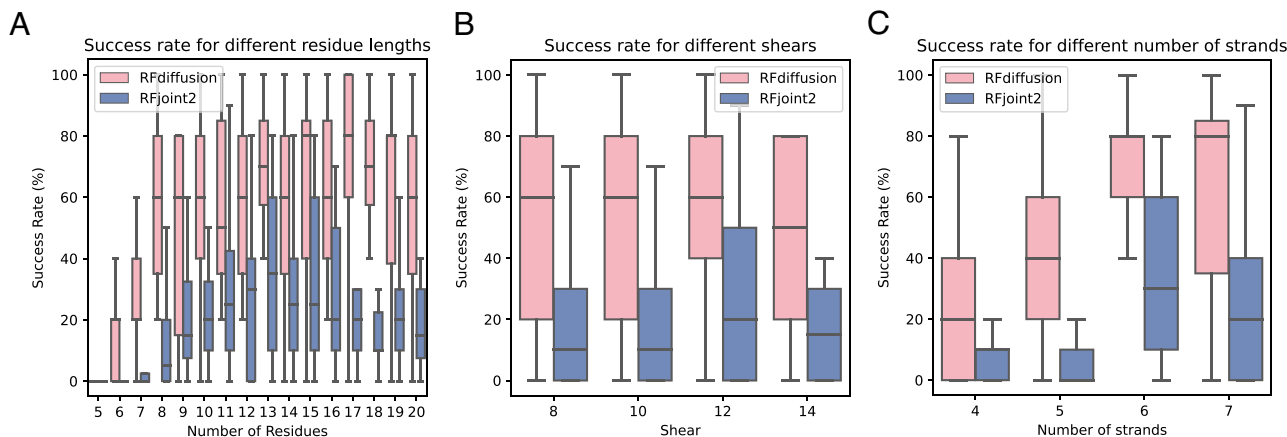 A
Success rate for different residue lengths
RFdiffusion
RFjoint2
100
80
60
40
20
0
Success Rate (%)
5 6 7 8 9 10 11 12 13 14 15 16 17 18 19 20
Number of Residues
B
Success rate for different shears
RFdiffusion
RFjoint2
100
80
60
40
20
0
Success Rate (%)
8 10 12 14
Shear
C
Success rate for different number of strands
RFdiffusion
RFjoint2
100
80
60
40
20
0
Success Rate (%)
4 5 6 7
Number of strands